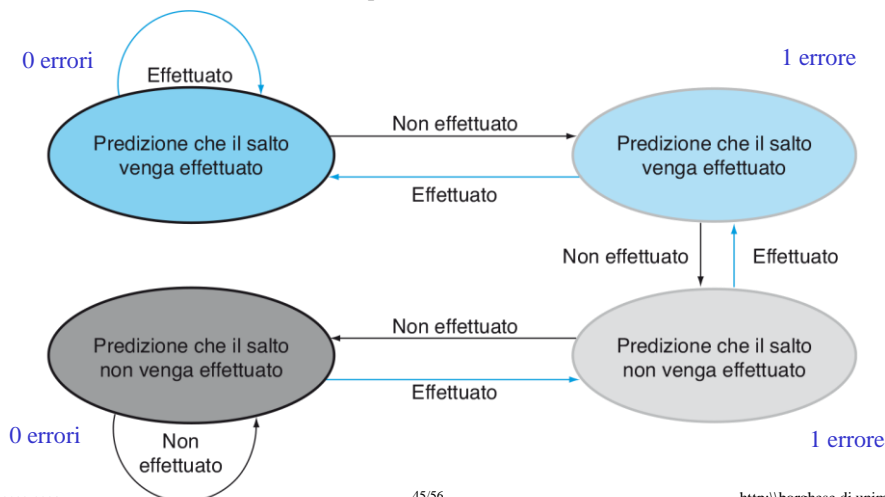 0 errori
1 errore
Effettuato
Predizione che il salto
venga effettuato
Non effettuato
Predizione che il salto
venga effettuato
Effettuato
Non effettuato
Effettuato
Predizione che il salto
non venga effettuato
Non effettuato
Predizione che il salto
non venga effettuato
Effettuato
0 errori
Non
effettuato
1 errore
45/56